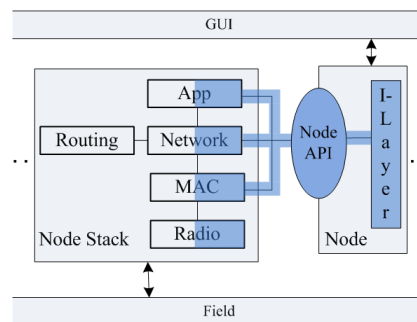 GUI
App
Routing
Network
MAC
Radio
Node Stack
Node
API
I-
L
a
y
e
r
Node
Field